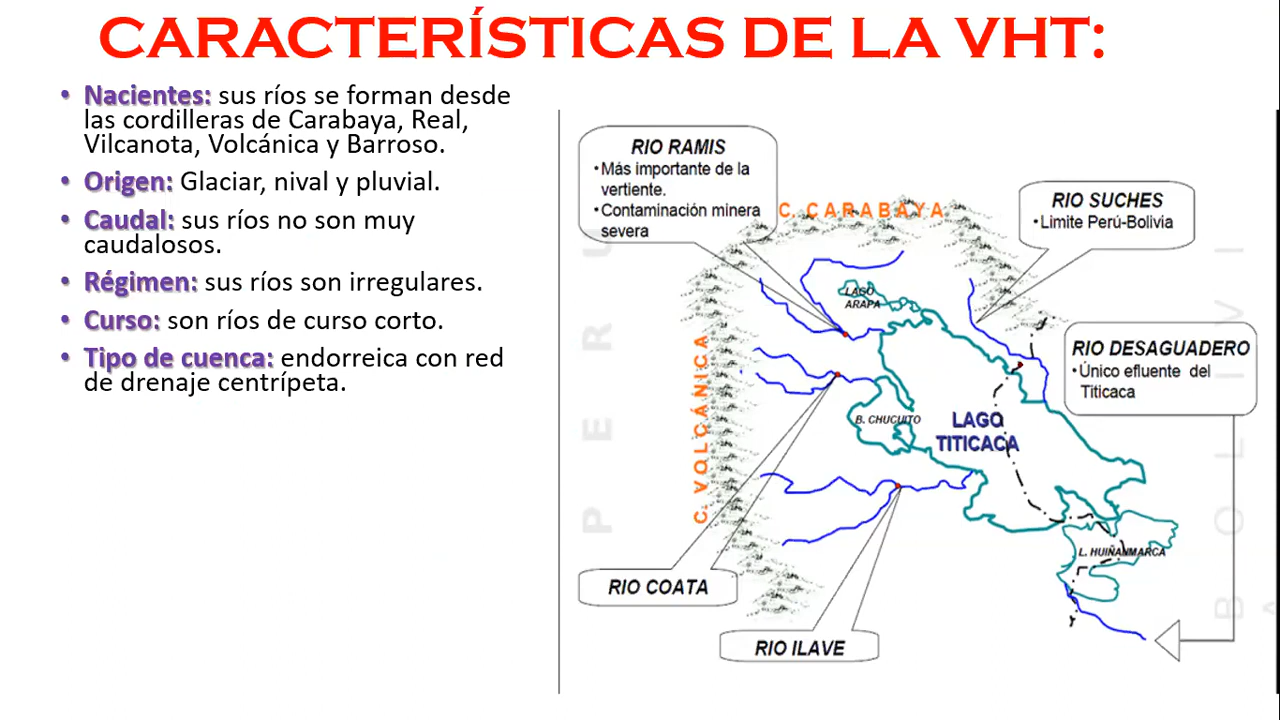 CARACTERÍSTICAS DE LA VHT:
• Nacientes: sus ríos se forman desde
las cordilleras de Carabaya, Real,
Vilcanota, Volcánica y Barroso.
• Origen: Glaciar, nival y pluvial.
• Caudal: sus ríos no son muy
caudalosos.
• Régimen: sus ríos son irregulares.
• Curso: son ríos de curso corto.
• Tipo de cuenca: endorreica con red
de drenaje centrípeta.
RIO RAMIS
• Más importante de la
vertiente.
• Contaminación minera
severa
C. CARABAYA
RIO SUCHES
• Limite Perú-Bolivia
LAGO
ARAPA
RIO DESAGUADERO
• Único efluente del
Titicaca
PERU
C. VOLCÁNICA
B. CHUCUITO
LAGO
TITICACA
BOLIVIA
L. HUIÑANMARCA
RIO COATA
RIO ILAVE